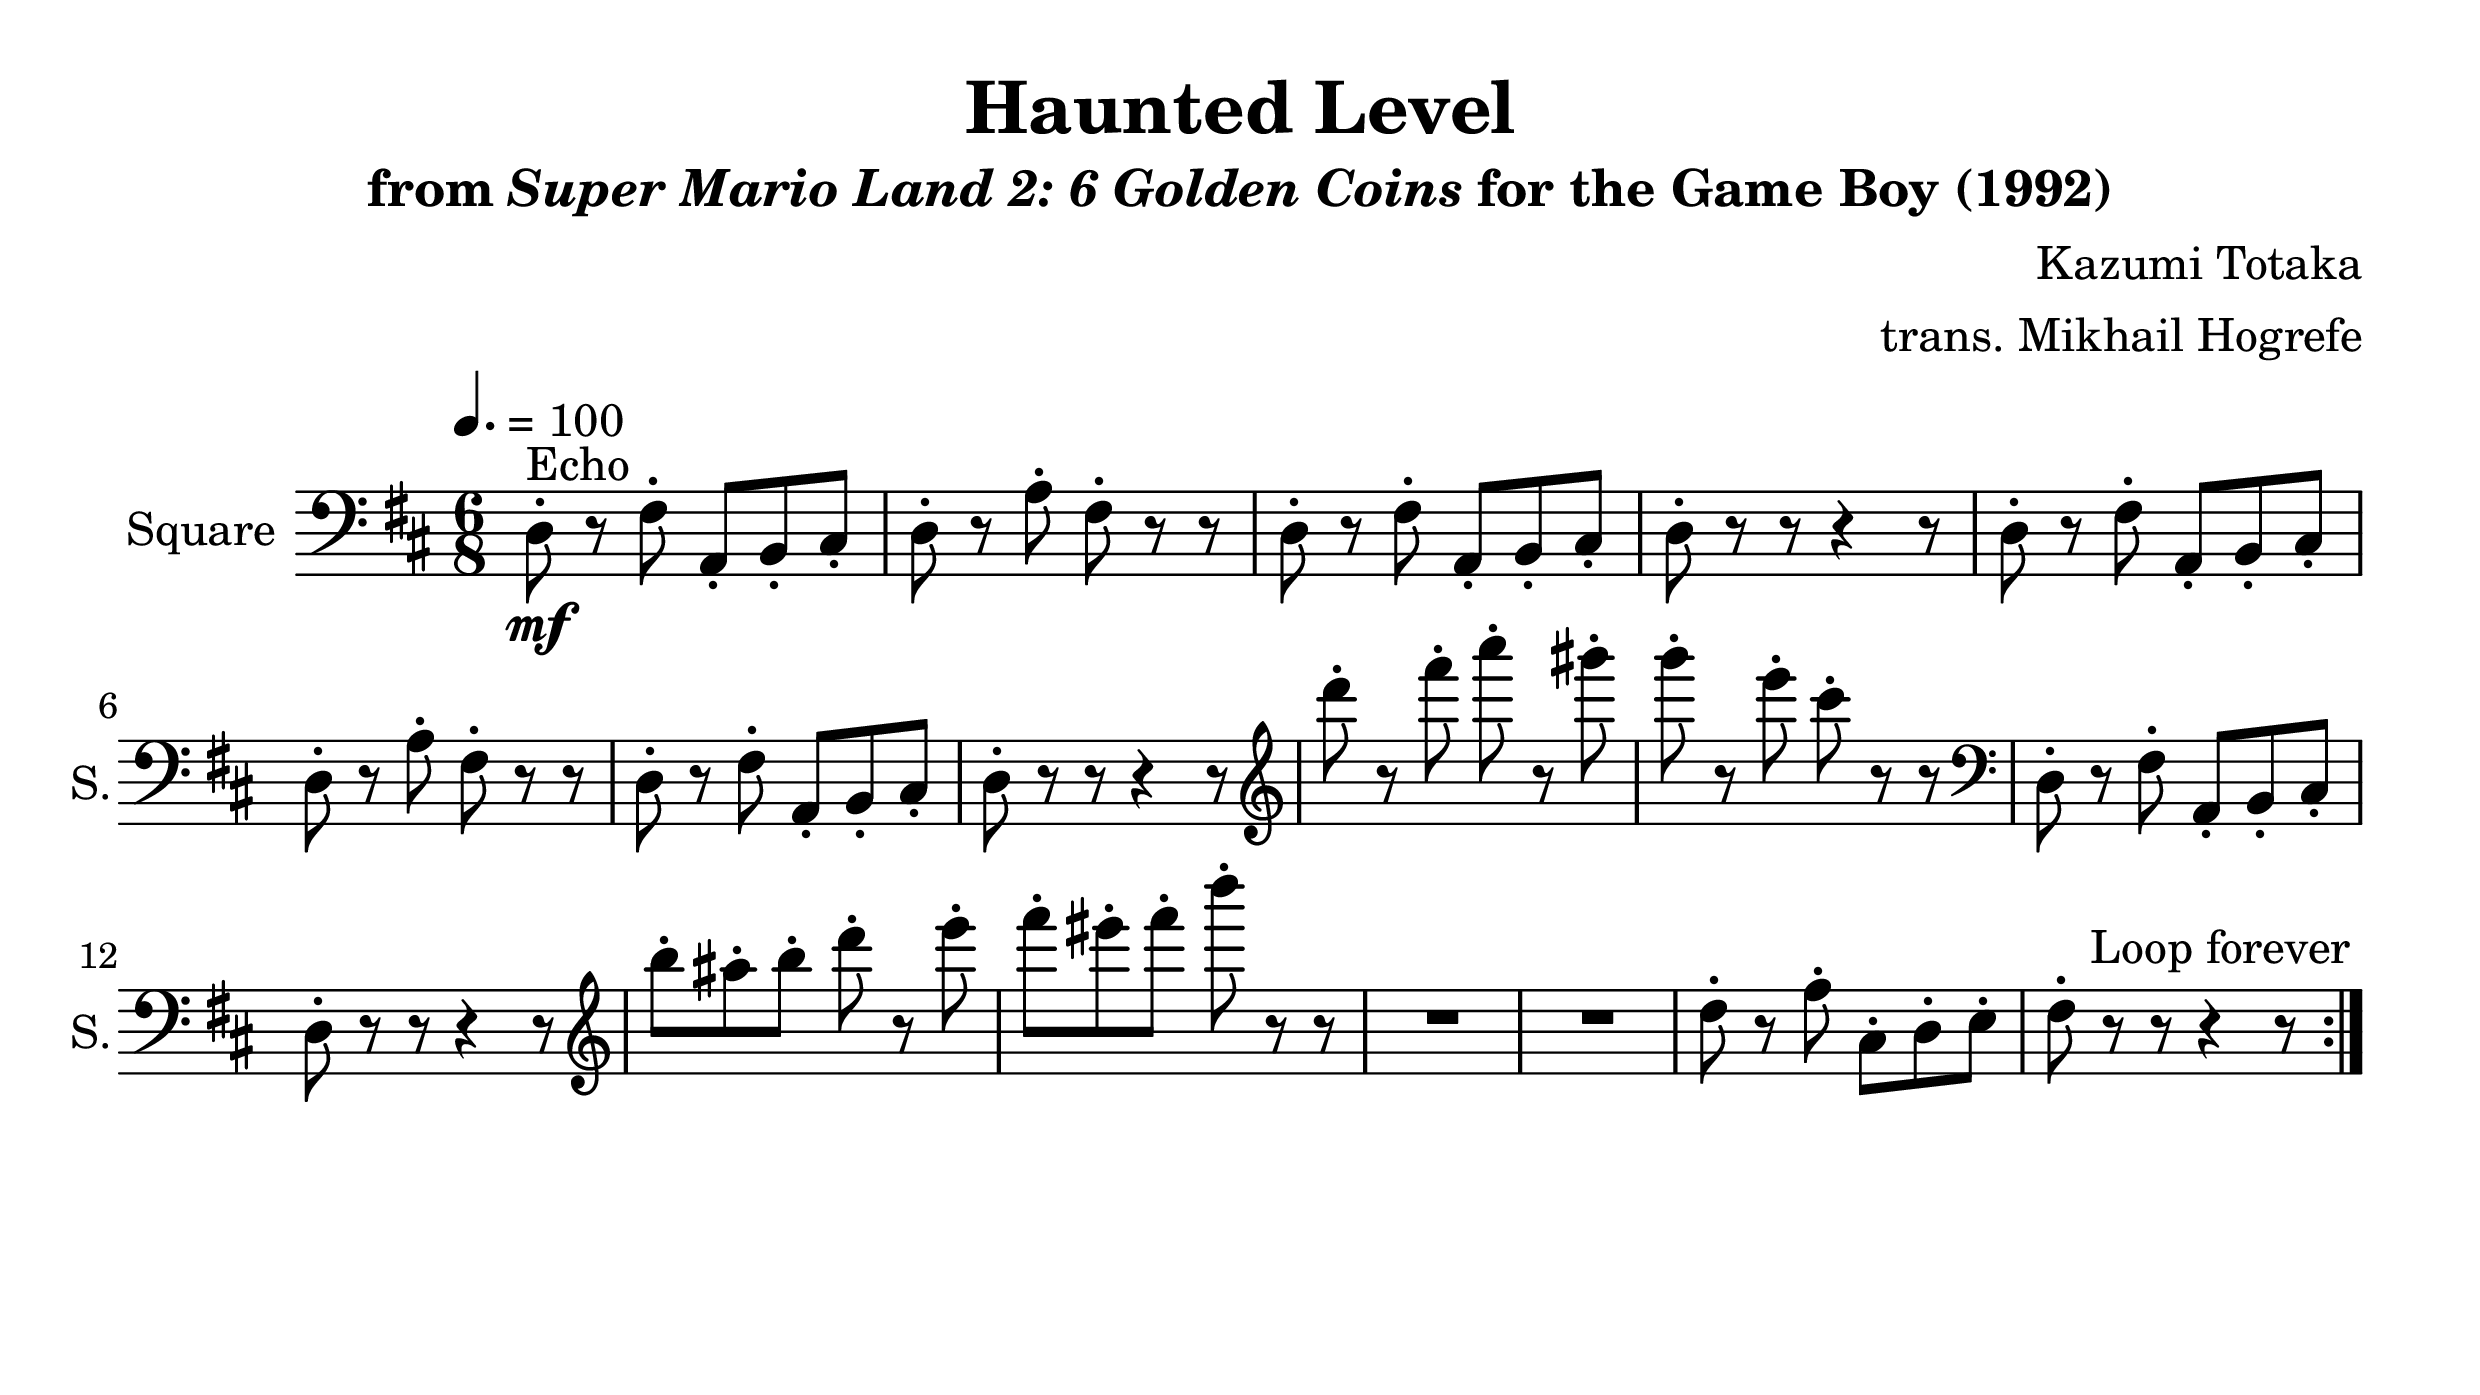 Haunted Level
from Super Mario Land 2: 6 Golden Coins for the Game Boy (1992)
Kazumi Totaka
trans. Mikhail Hogrefe
= 100
Echo
Square
6
8
mf
6
S.
12
Loop forever
S.